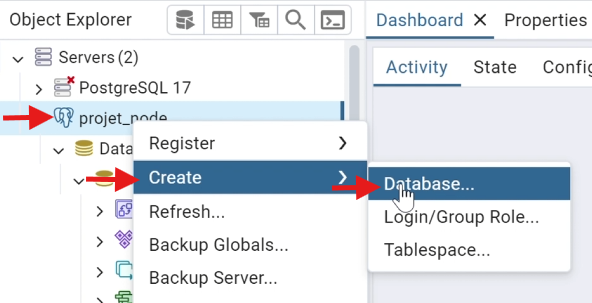 Object Explorer
Dashboard
Properties
Servers (2)
PostgreSQL 17
Activity
State
Config
projet_node
Register
Data
Create
Database...
Refresh...
Login/Group Role...
Backup Globals...
Tablespace...
Backup Server...